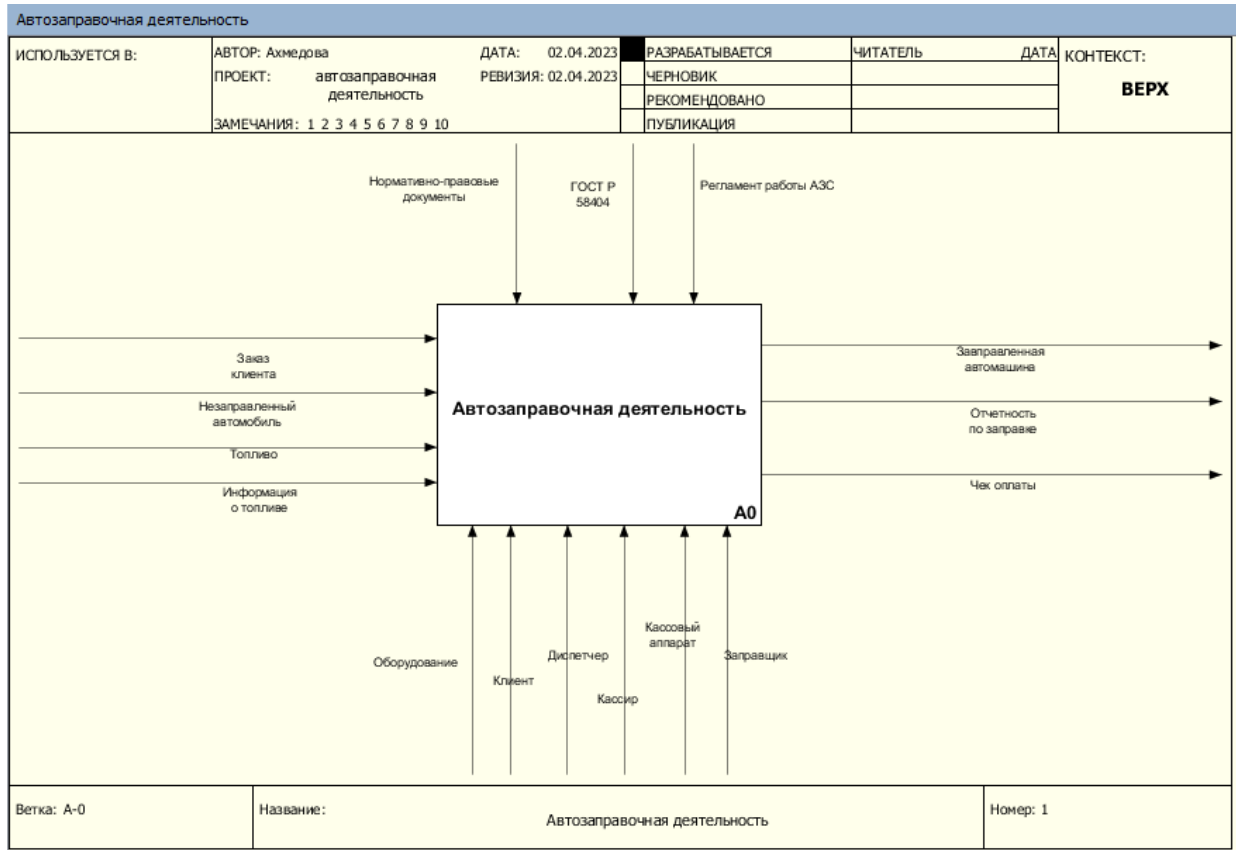 Автозаправочная деятельность
ИСПОЛЬЗУЕТСЯ В:
АВТОР: Ахмедова
ДАТА: 02.04.2023
ПРОЕКТ: автозаправочная
деятельность
РЕВИЗИЯ: 02.04.2023
ЗАМЕЧАНИЯ: 1 2 3 4 5 6 7 8 9 10
РАЗРАБАТЫВАЕТСЯ
ЧЕРНОВИК
РЕКОМЕНДОВАНО
ПУБЛИКАЦИЯ
ЧИТАТЕЛЬ
ДАТА
КОНТЕКСТ:
ВЕРХ
Нормативно-правовые
документы
ГОСТ Р
58404
Регламент работы АЗС
Заказ
клиента
Незаправленный
автомобиль
Топливо
Информация
о топливе
Автозаправочная деятельность
A0
Завправленная
автомашина
Отчетность
по заправке
Чек оплаты
Оборудование
Клиент
Диспетчер
Кассир
Кассовый
аппарат
Заправщик
Ветка: A-0
Название:
Автозаправочная деятельность
Номер: 1